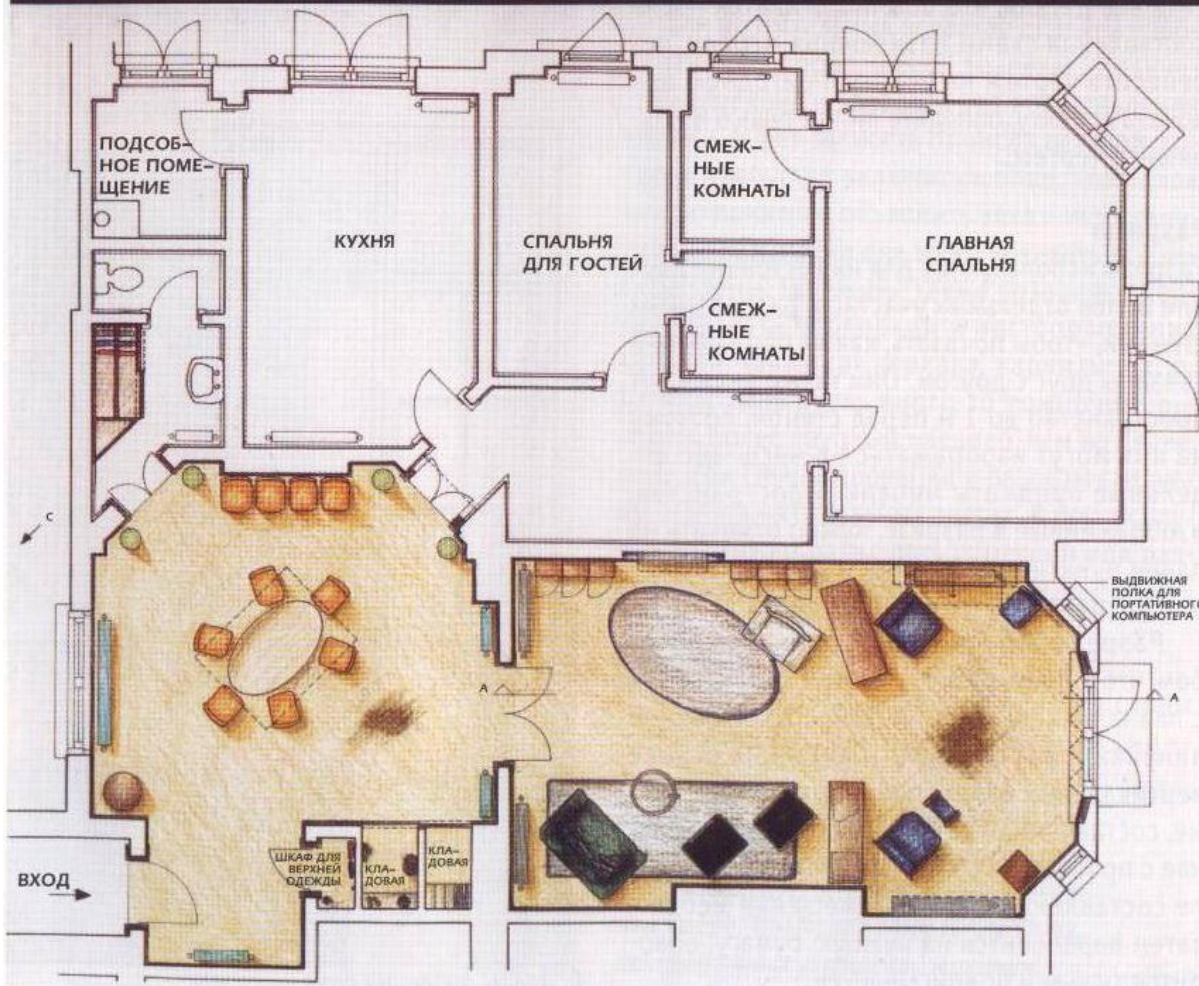 ПОДСОБ–
НОЕ ПОМЕ–
ЩЕНИЕ
КУХНЯ
СПАЛЬНЯ
ДЛЯ ГОСТЕЙ
СМЕЖ–
НЫЕ
КОМНАТЫ
ГЛАВНАЯ
СПАЛЬНЯ
СМЕЖ–
НЫЕ
КОМНАТЫ
С
ВЫДВИЖНАЯ
ПОЛКА ДЛЯ
ПОРТАТИВНОГО
КОМПЬЮТЕРА
А
А
ВХОД
ШКАФ ДЛЯ
ВЕРХНЕЙ
ОДЕЖДЫ
КЛА–
ДОВАЯ
КЛА–
ДОВАЯ